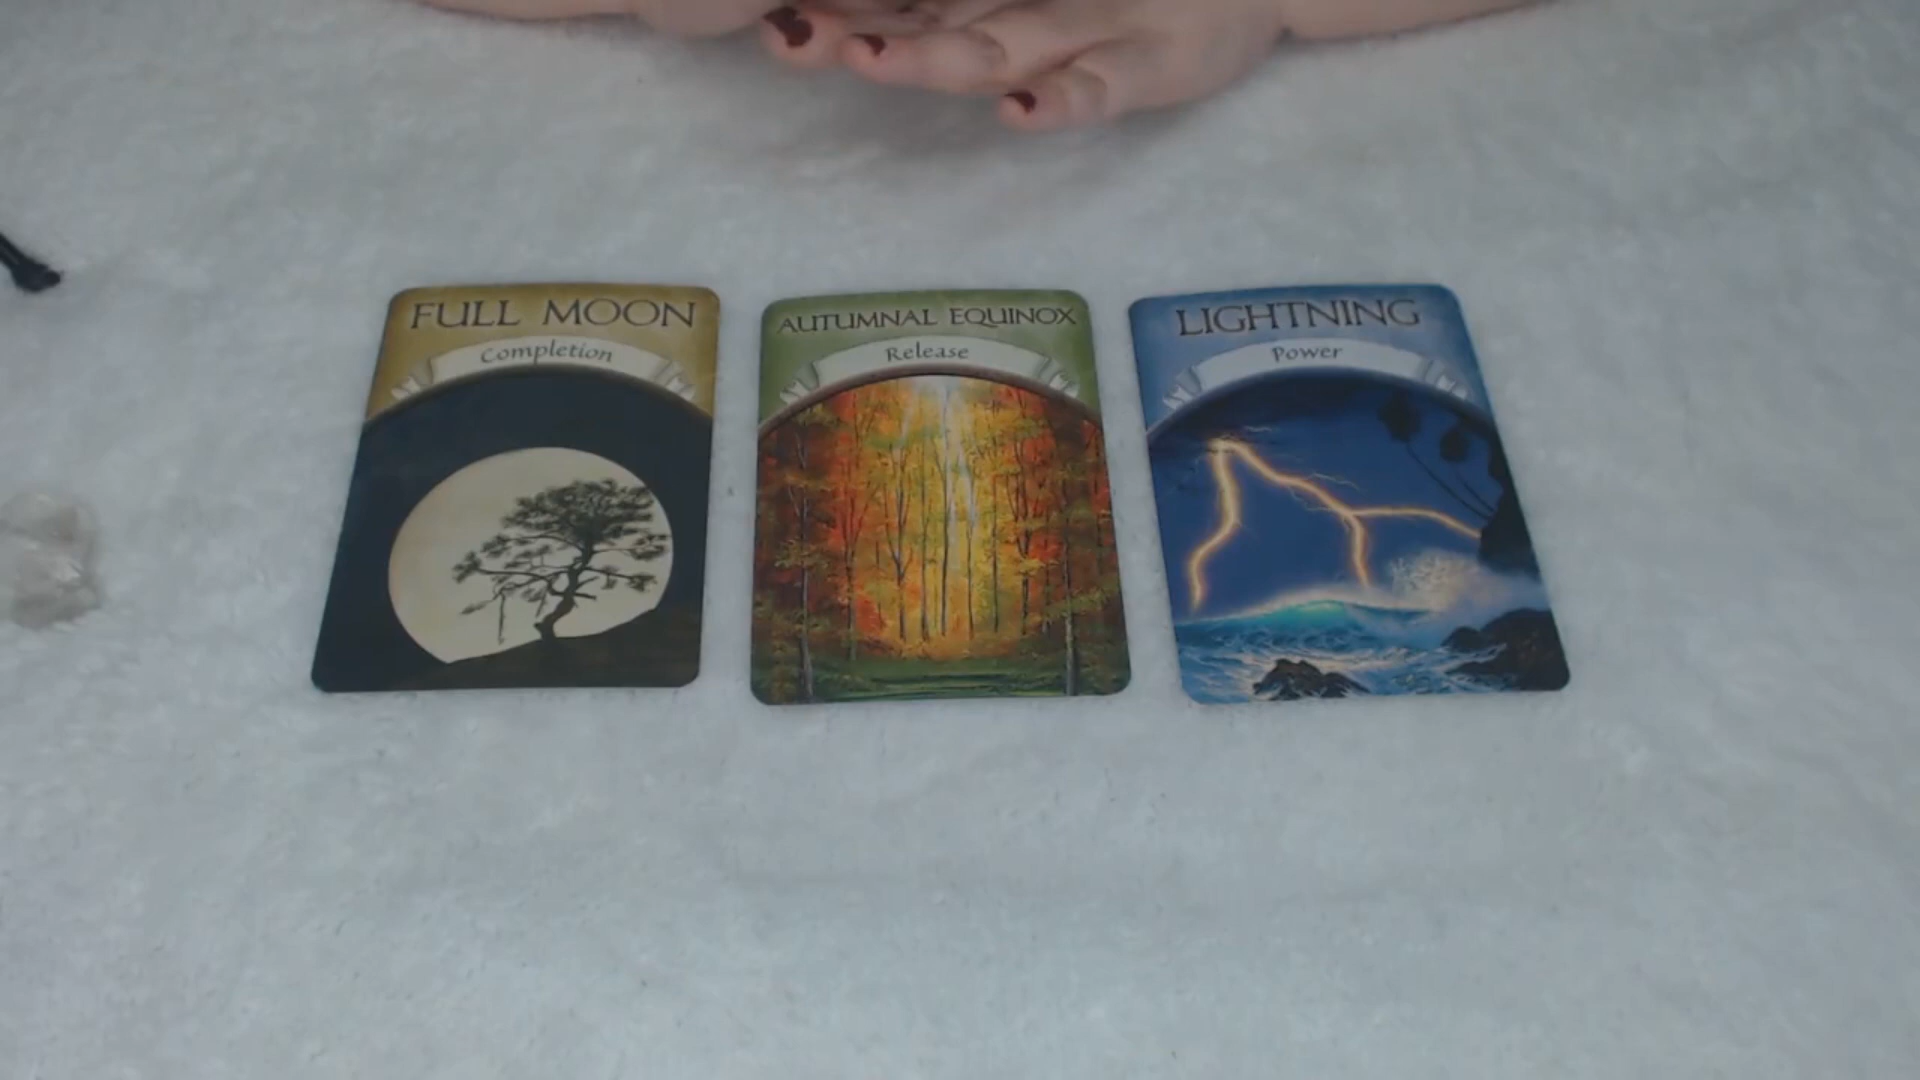 FULL MOON
Completion
AUTUMNAL EQUINOX
Release
LIGHTNING
Power